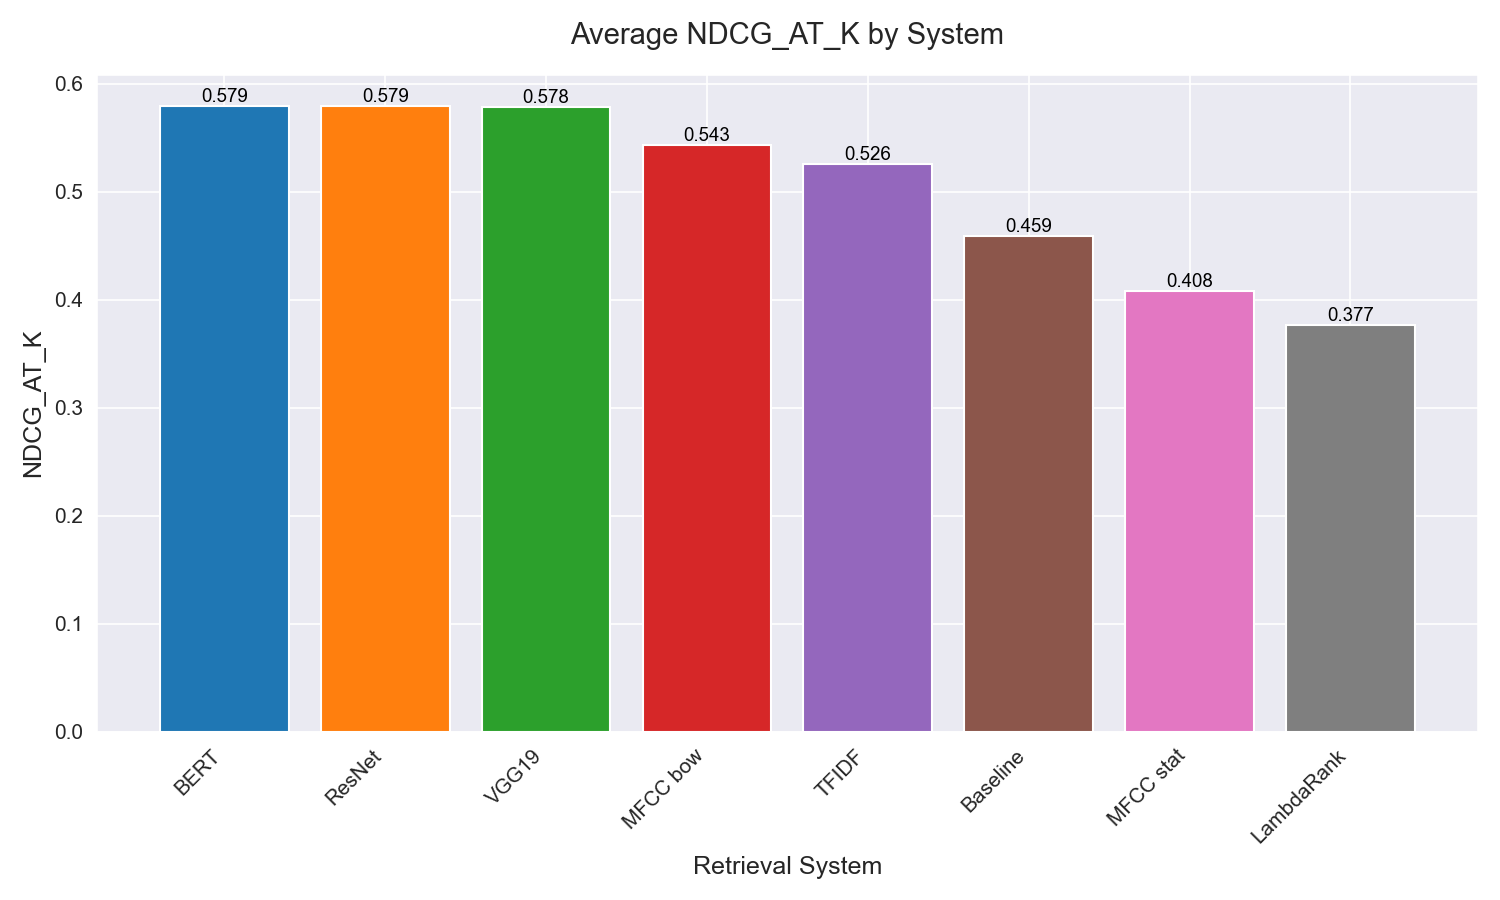 Average NDCG_AT_K by System
NDCG_AT_K
0.6
0.5
0.4
0.3
0.2
0.1
0.0
0.579
0.579
0.578
0.543
0.526
0.459
0.408
0.377
BERT
ResNet
VGG19
MFCC bow
TFIDF
Baseline
MFCC stat
LambdaRank
Retrieval System